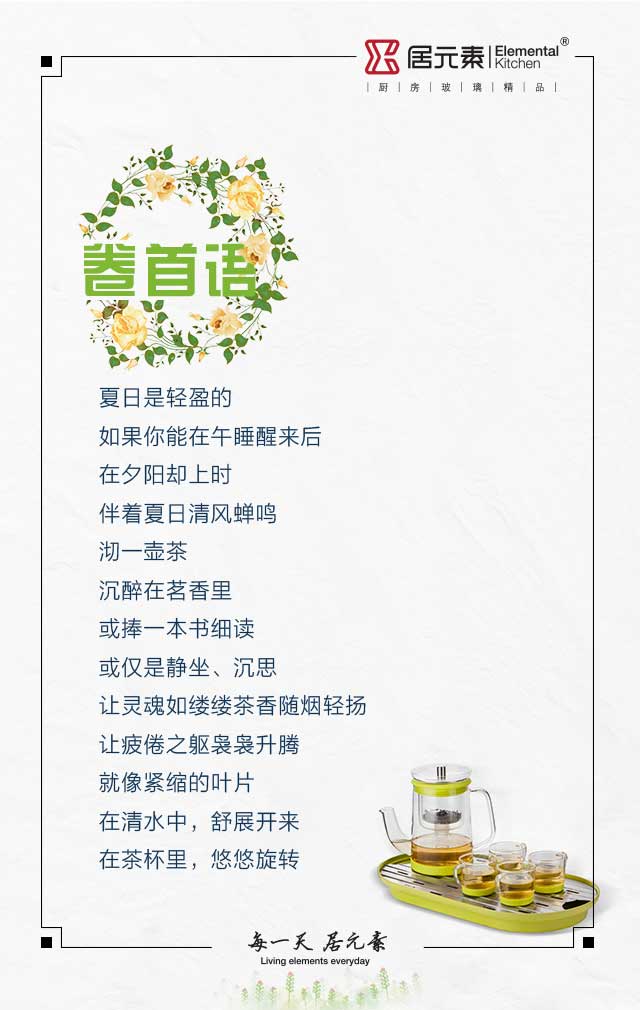 居元素 Elemental Kitchen ®
厨房玻璃精品
卷首语
夏日是轻盈的
如果你能在午睡醒来后
在夕阳却上时
伴着夏日清风蝉鸣
沏一壶茶
沉醉在茗香里
或捧一本书细读
或仅是静坐、沉思
让灵魂如缕缕茶香随烟轻扬
让疲倦之躯袅袅升腾
就像紧缩的叶片
在清水中，舒展开来
在茶杯里，悠悠旋转
每一天 居元素
Living elements everyday